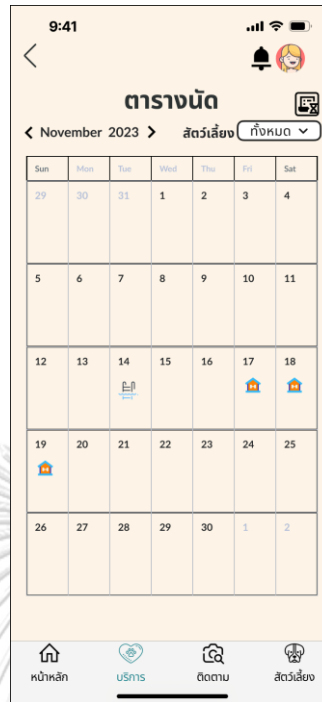 9:41
ตารางนัด
November 2023 สัตว์เลี้ยง ทั้งหมด
Sun Mon Tue Wed Thu Fri Sat
29 30 31 1 2 3 4
5 6 7 8 9 10 11
12 13 14 15 16 17 18
19 20 21 22 23 24 25
26 27 28 29 30 1 2
หน้าหลัก บริการ ติดตาม สัตว์เลี้ยง